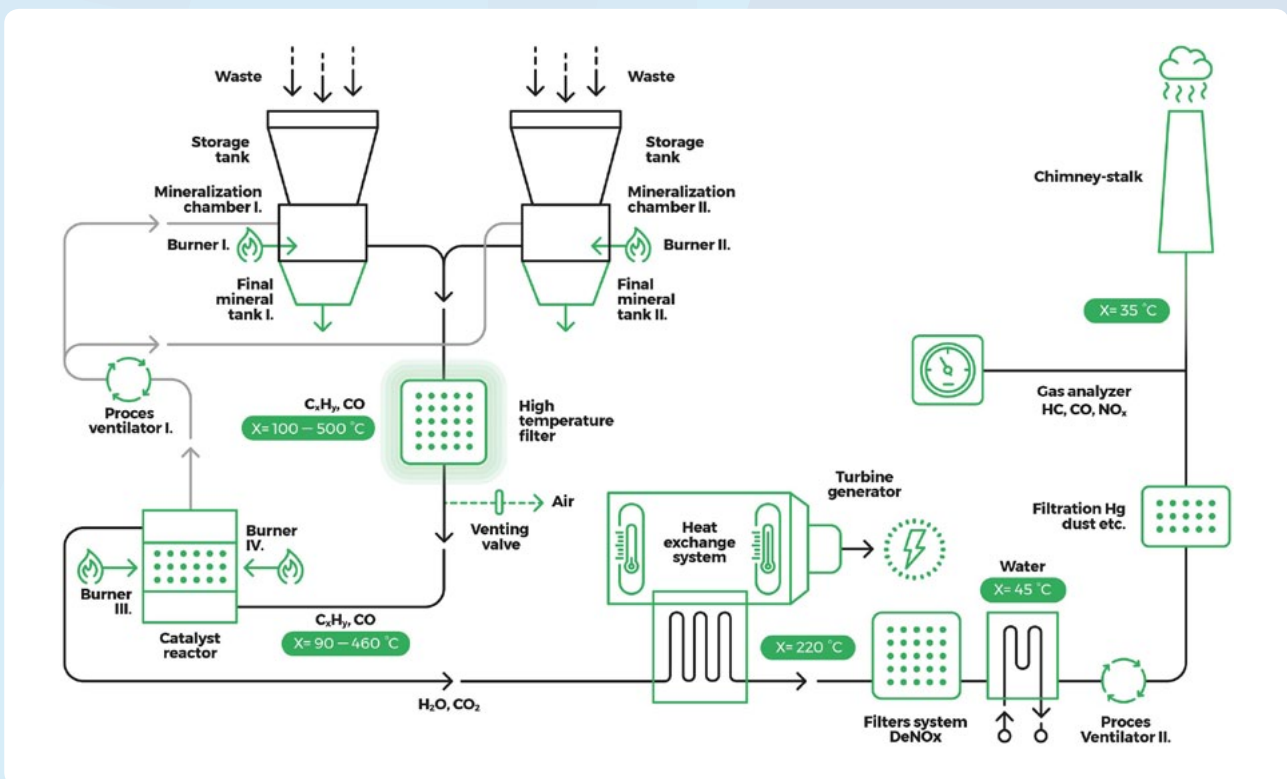 Waste
Waste
Storage
tank
Storage
tank
Mineralization
chamber I.
Mineralization
chamber II.
Burner I.
Burner II.
Final
mineral
tank I.
Final
mineral
tank II.
Chimney-stalk
X= 35 °C
Gas analyzer
HC, CO, NOₓ
Proces
ventilator I.
CₓHᵧ, CO
X= 100 — 500 °C
High
temperature
filter
Air
Venting
valve
Turbine
generator
Heat
exchange
system
Filtration Hg
dust etc.
Burner
IV.
Burner
III.
Catalyst
reactor
CₓHᵧ, CO
X= 90 — 460 °C
Water
X= 45 °C
X= 220 °C
H₂O, CO₂
Filters system
DeNOx
Proces
Ventilator II.